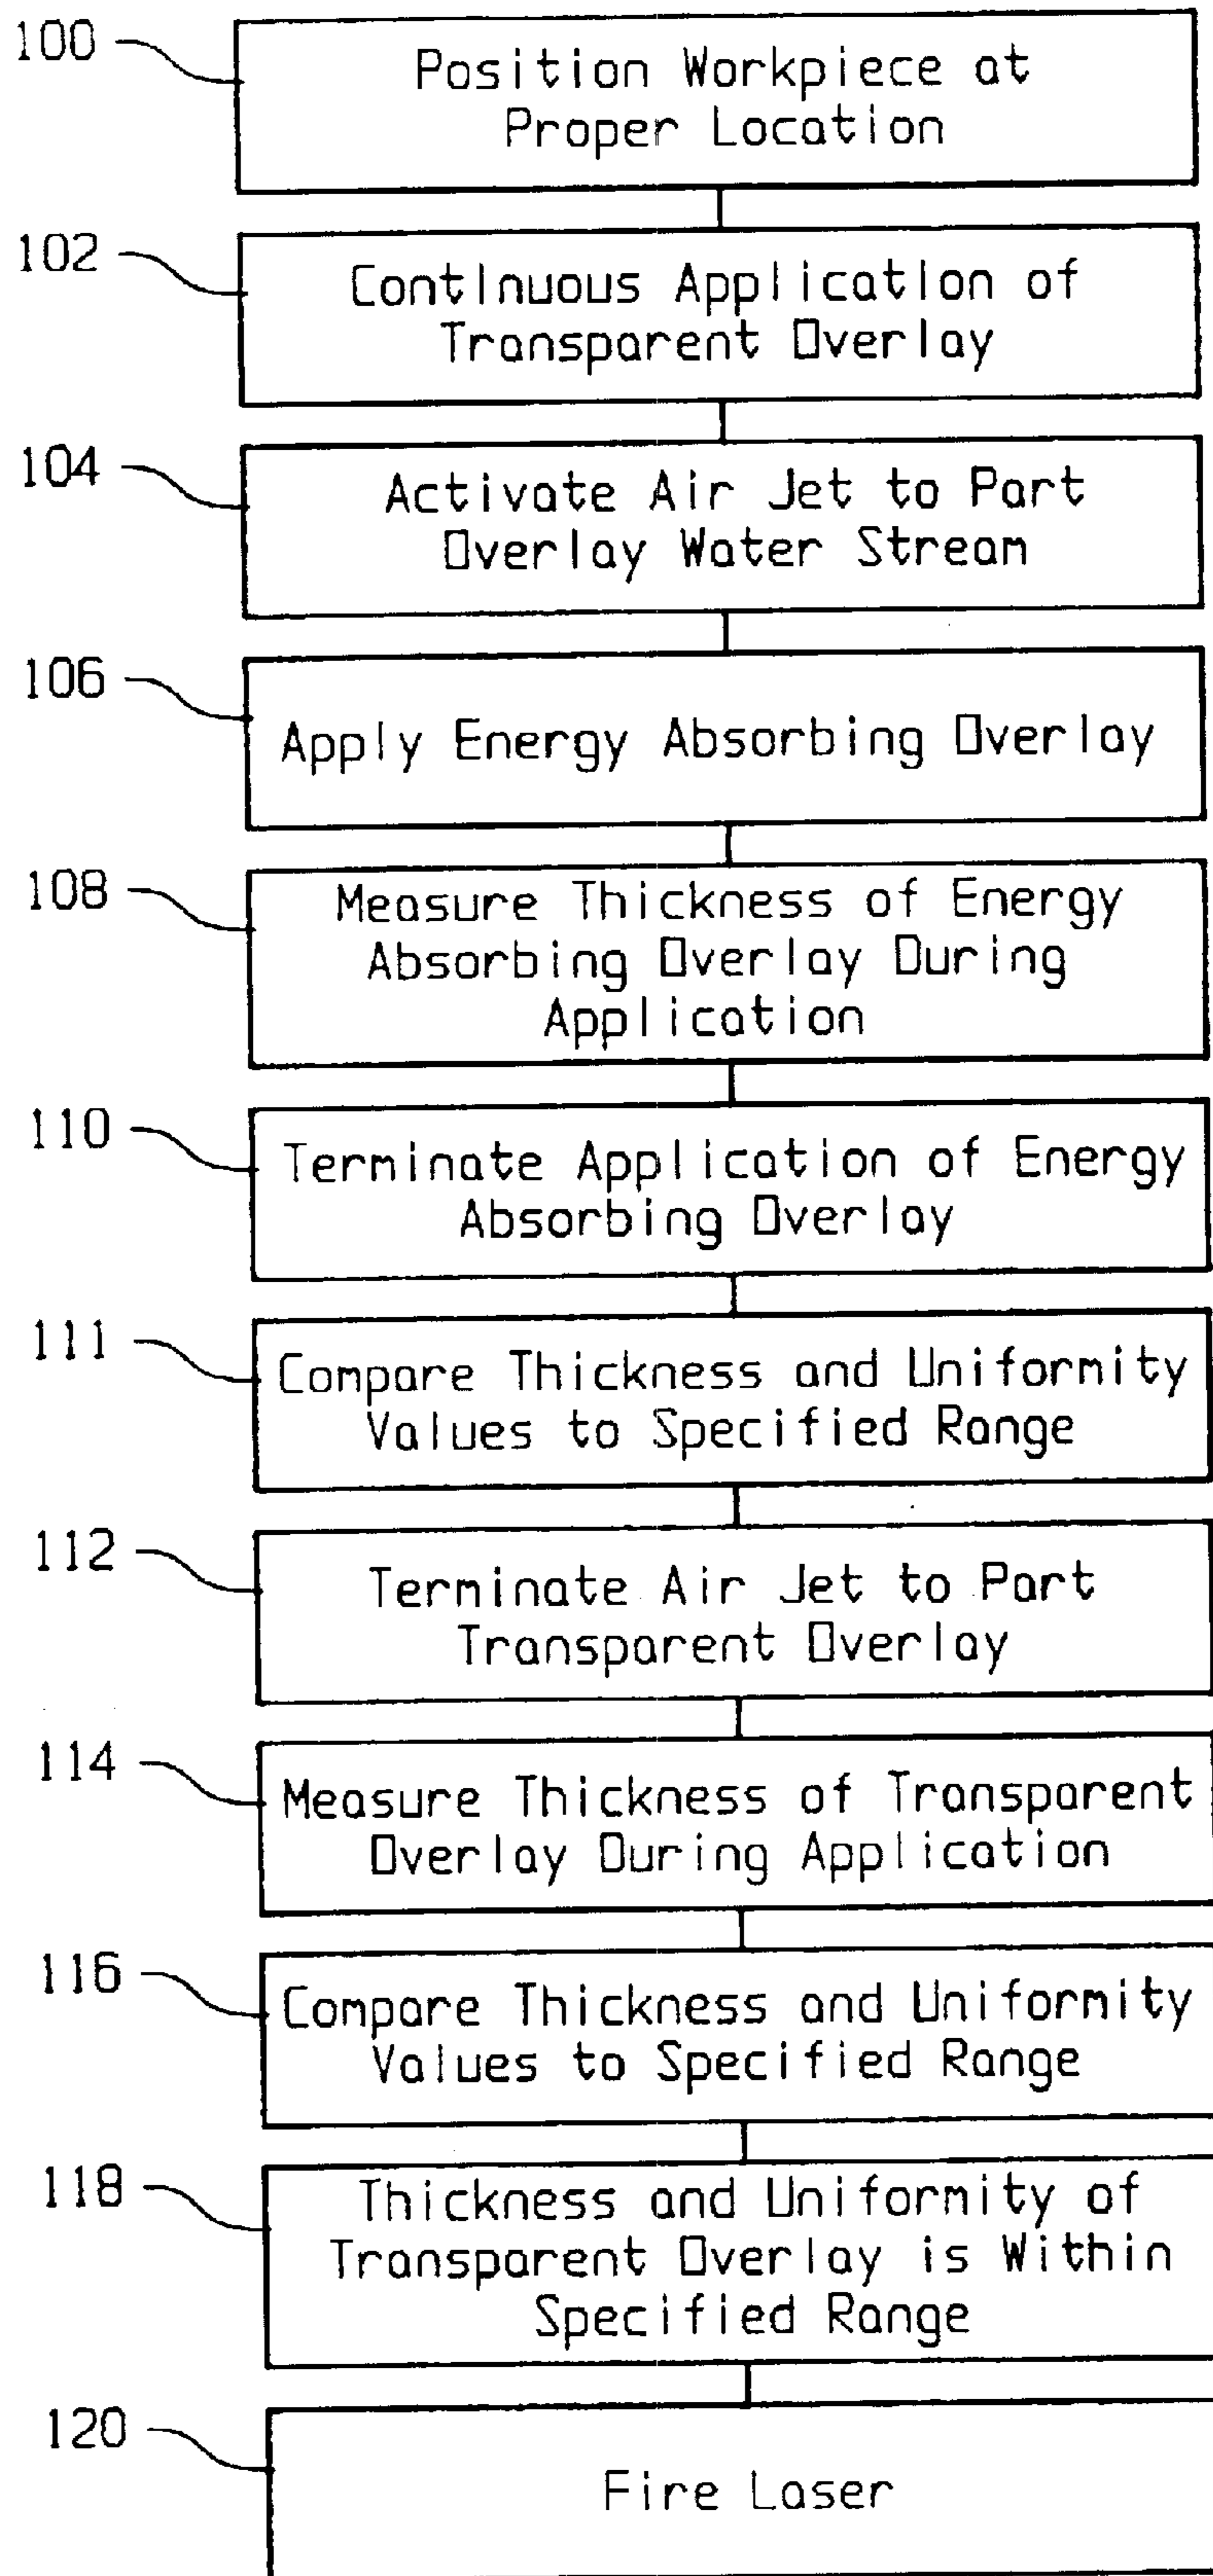 100
Position Workpiece at
Proper Location
102
Continuous Application of
Transparent Overlay
104
Activate Air Jet to Part
Overlay Water Stream
106
Apply Energy Absorbing Overlay
108
Measure Thickness of Energy
Absorbing Overlay During
Application
110
Terminate Application of Energy
Absorbing Overlay
111
Compare Thickness and Uniformity
Values to Specified Range
112
Terminate Air Jet to Part
Transparent Overlay
114
Measure Thickness of Transparent
Overlay During Application
116
Compare Thickness and Uniformity
Values to Specified Range
118
Thickness and Uniformity of
Transparent Overlay is Within
Specified Range
120
Fire Laser